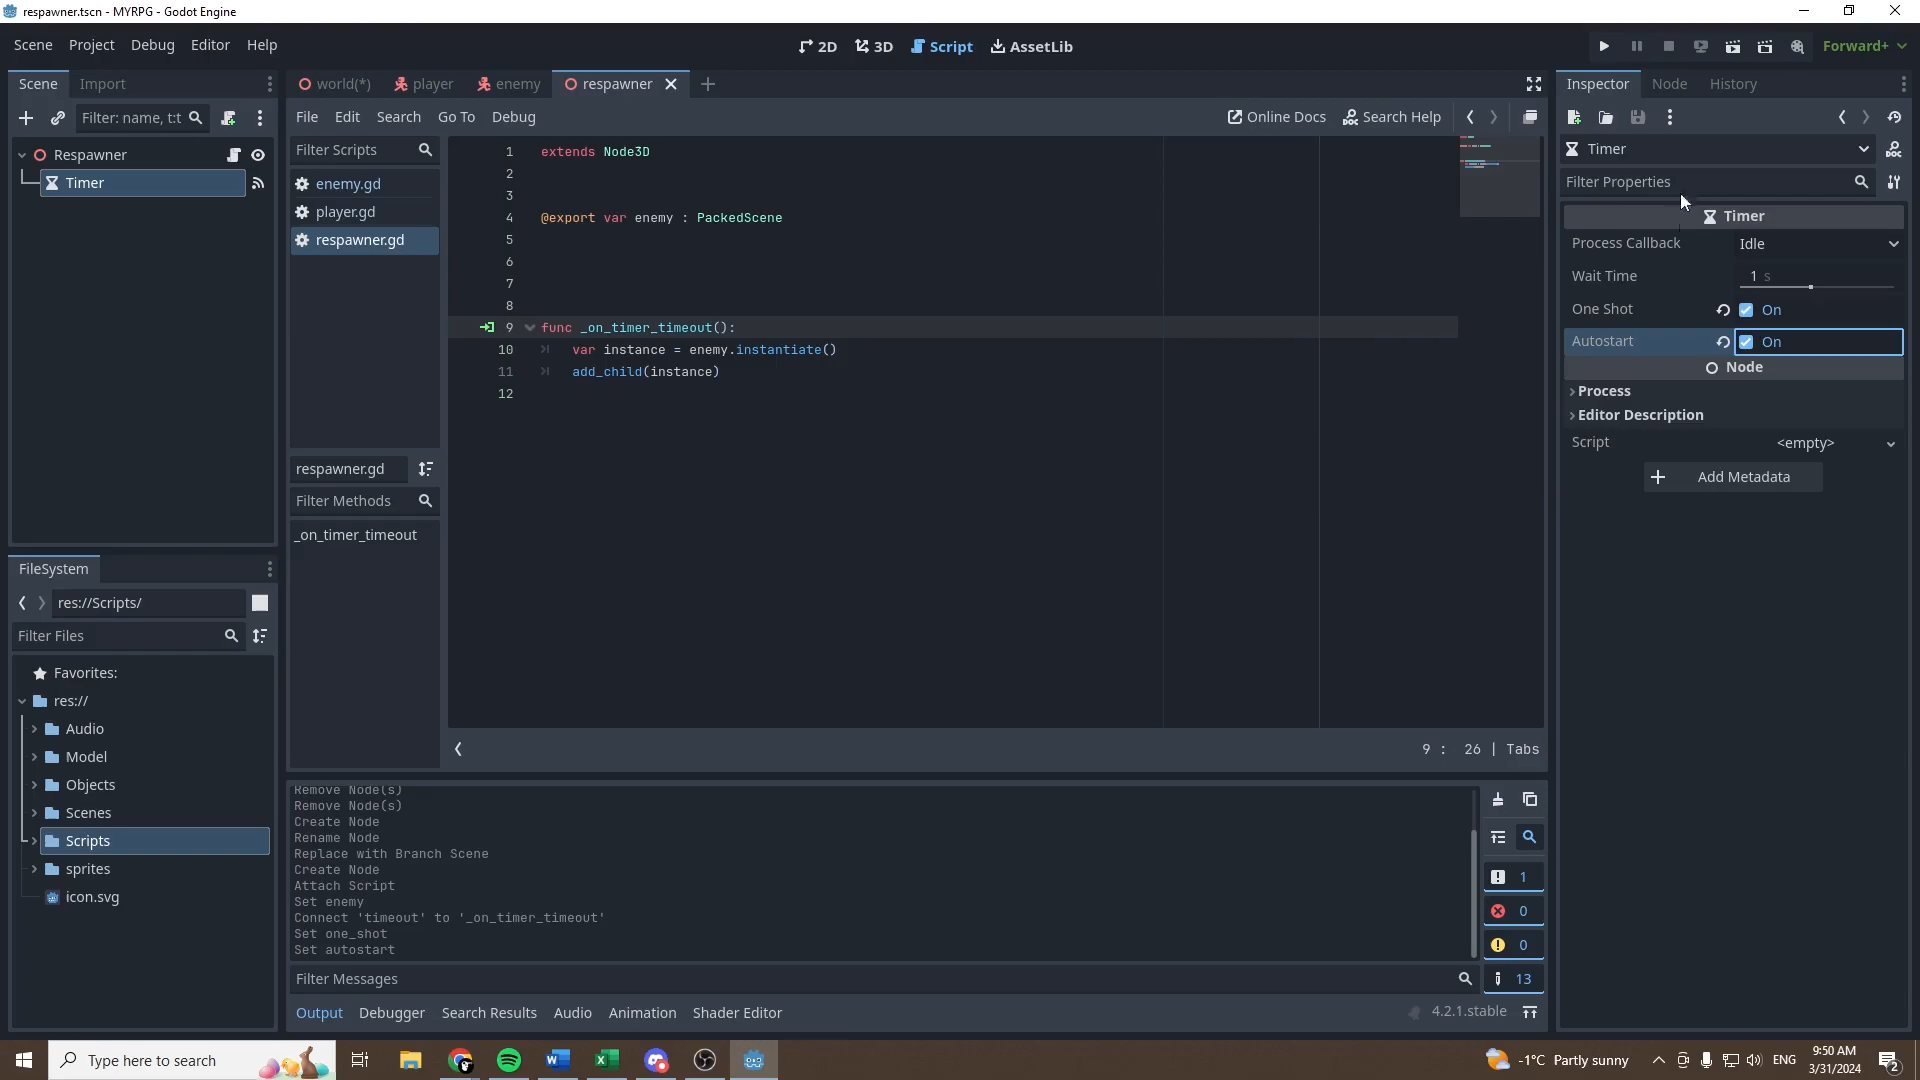 respawner.tscn - MYRPG - Godot Engine
Scene Project Debug Editor Help
2D 3D Script AssetLib
Forward+
Scene Import
world(*) player enemy respawner
Inspector Node History
Filter: name, t:t
File Edit Search Go To Debug
Online Docs Search Help
Respawner
Timer
Filter Scripts
enemy.gd
player.gd
respawner.gd
respawner.gd
Filter Methods
_on_timer_timeout
1 extends Node3D
2
3
4 @export var enemy : PackedScene
5
6
7
8
9 func _on_timer_timeout():
10 var instance = enemy.instantiate()
11 add_child(instance)
12
9 : 26 | Tabs
Timer
Filter Properties
Timer
Process Callback Idle
Wait Time 1 s
One Shot On
Autostart On
Node
Process
Editor Description
Script <empty>
Add Metadata
FileSystem
res://Scripts/
Filter Files
Favorites:
res://
Audio
Model
Objects
Scenes
Scripts
sprites
icon.svg
Remove Node(s)
Remove Node(s)
Create Node
Rename Node
Replace with Branch Scene
Create Node
Attach Script
Set enemy
Connect 'timeout' to '_on_timer_timeout'
Set one_shot
Set autostart
1
0
0
13
Filter Messages
Output Debugger Search Results Audio Animation Shader Editor
4.2.1.stable
Type here to search
-1°C Partly sunny
ENG
9:50 AM
3/31/2024
2